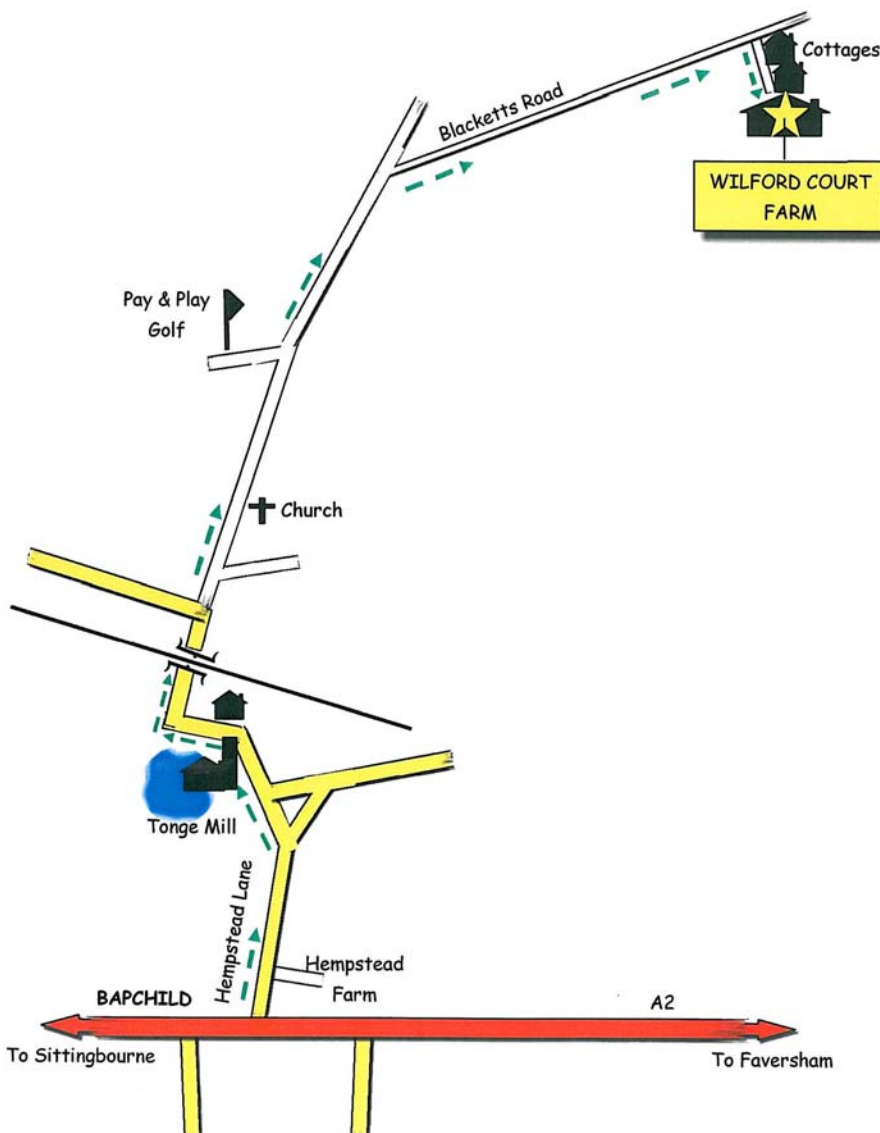 Cottages
Blacketts Road
WILFORD COURT
FARM
Pay & Play
Golf
Church
Tonge Mill
Hempstead Lane
Hempstead
Farm
BAPCHILD
A2
To Sittingbourne
To Faversham